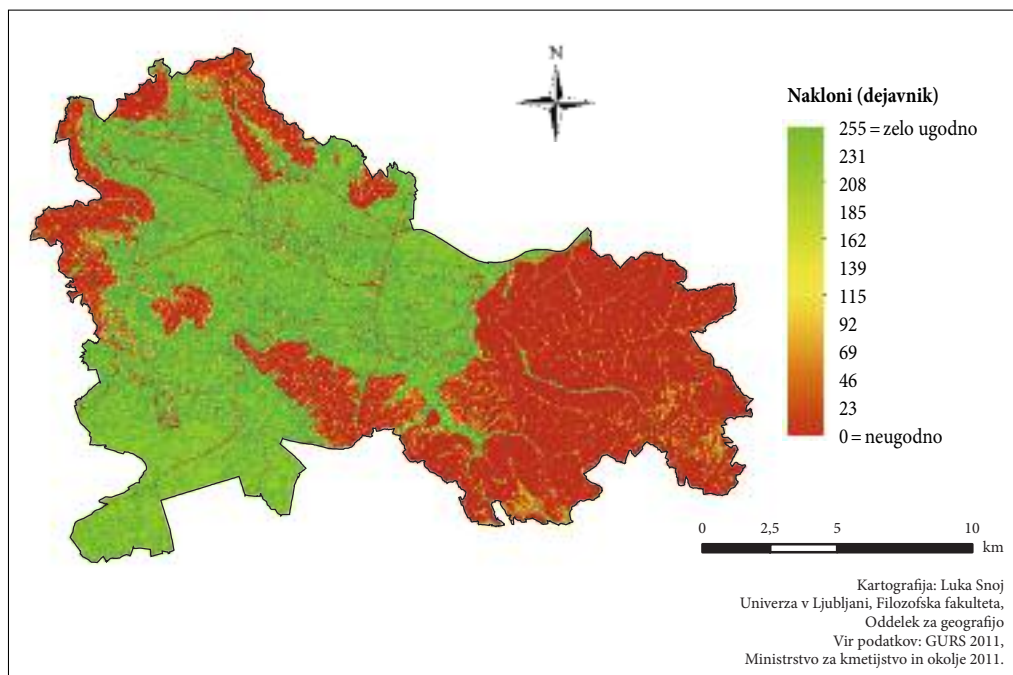 N
Nakloni (dejavnik)
255 = zelo ugodno
231
208
185
162
139
115
92
69
46
23
0 = neugodno
0 2,5 5 10
km
Kartografija: Luka Snoj
Univerza v Ljubljani, Filozofska fakulteta,
Oddelek za geografijo
Vir podatkov: GURS 2011,
Ministrstvo za kmetijstvo in okolje 2011.